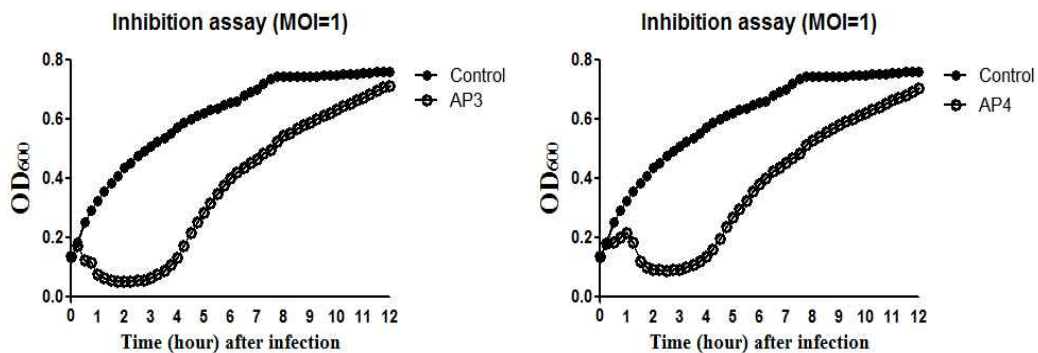 Inhibition assay (MOI=1)
0.8
0.6
0.4
0.2
0.0
OD600
0 1 2 3 4 5 6 7 8 9 10 11 12
Time (hour) after infection
Control
AP3
Inhibition assay (MOI=1)
0.8
0.6
0.4
0.2
0.0
OD600
0 1 2 3 4 5 6 7 8 9 10 11 12
Time (hour) after infection
Control
AP4